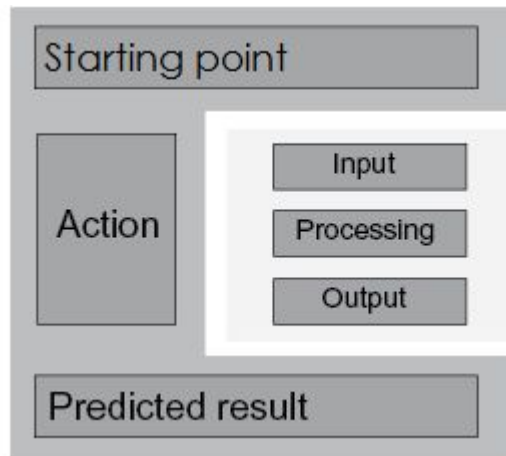 Starting point
Action
Input
Processing
Output
Predicted result